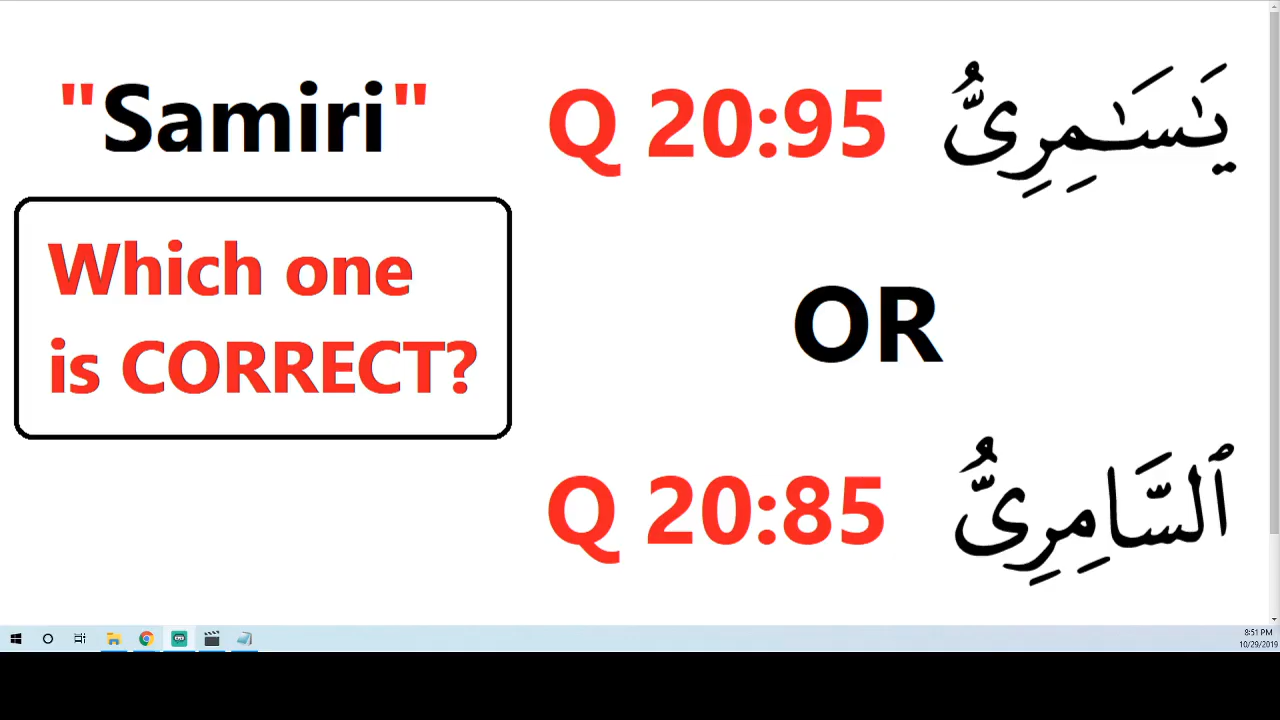 "Samiri"
Q 20:95 يَـٰسَـٰمِرِىُّ
Which one
is CORRECT?
OR
Q 20:85 ٱلسَّامِرِىُّ
8:51 PM
10/29/2019